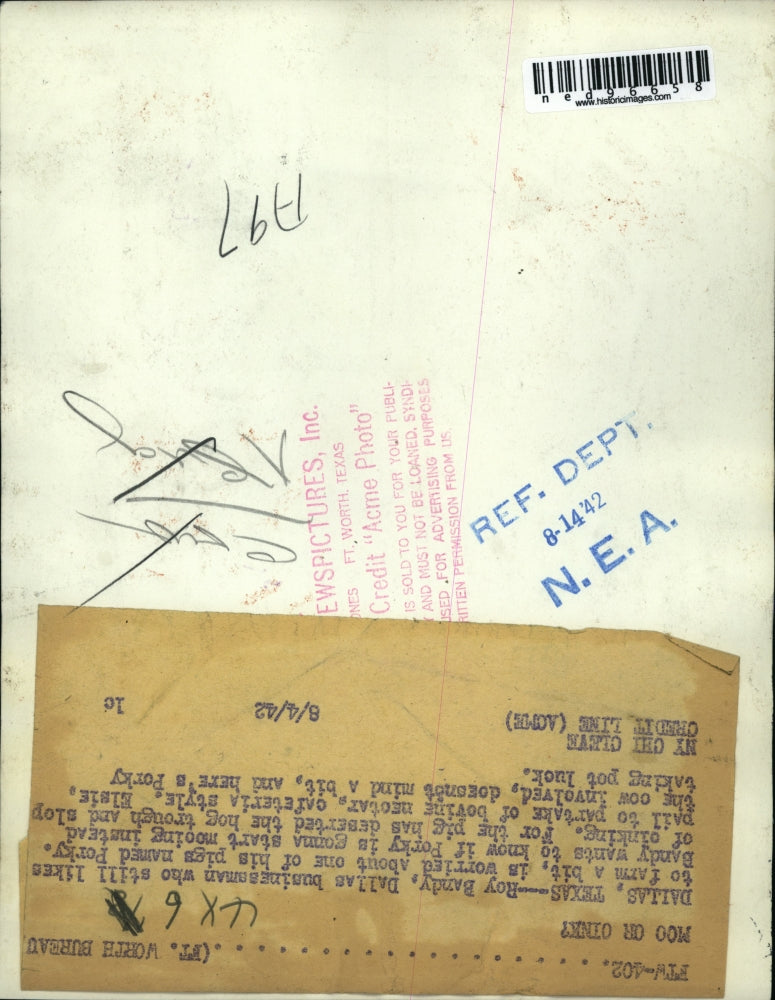 ned96658
www.historicimages.com
A97
EWSPICTURES, Inc.
ONES FT. WORTH, TEXAS
Credit "Acme Photo"
IS SOLD TO YOU FOR YOUR PUBLI-
Y AND MUST NOT BE LOANED, SYNDI-
USED FOR ADVERTISING PURPOSES
RITTEN PERMISSION FROM US.
REF. DEPT.
8-14'42
N. E. A.
FTW-402. . . . . . . . . . . . . . . . . . (FT. WORTH BUREAU
MOO OR OINK?
DALLAS, TEXAS---Roy Bandy, Dallas businessman who still likes
to farm a bit, is worried about one of his pigs named Porky.
Bandy wants to know if Porky is gonna start mooing instead
of oinking. For the pig has deserted the hog trough and slop
pail to partake of bovine nectar, cafeteria style. Elsie,
the cow involved, doesnot mind a bit, and here's Porky
taking pot luck.
NY CHI CLEVE
CREDIT LINE (ACME) 8/4/42 lc